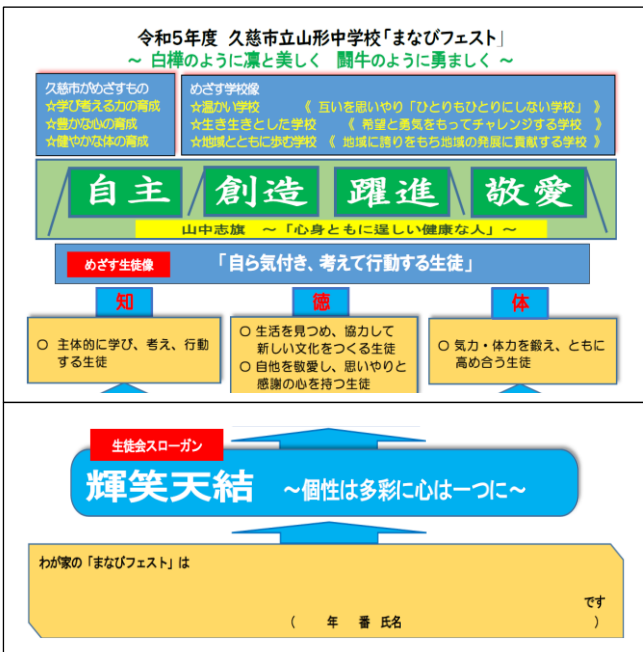 令和5年度 久慈市立山形中学校「まなびフェスト」
～ 白樺のように凛と美しく 闘牛のように勇ましく ～
久慈市がめざすもの
☆学び考える力の育成
☆豊かな心の育成
☆健やかな体の育成
めざす学校像
☆温かい学校 《 互いを思いやり「ひとりもひとりにしない学校」 》
☆生き生きとした学校 《 希望と勇気をもってチャレンジする学校 》
☆地域とともに歩む学校 《 地域に誇りをもち地域の発展に貢献する学校 》
自主 創造 躍進 敬愛
山中志旗 ～「心身ともに逞しい健康な人」～
めざす生徒像 「自ら気付き、考えて行動する生徒」
知
○ 主体的に学び、考え、行動
する生徒
徳
○ 生活を見つめ、協力して
新しい文化をつくる生徒
○ 自他を敬愛し、思いやりと
感謝の心を持つ生徒
体
○ 気力・体力を鍛え、ともに
高め合う生徒
生徒会スローガン
輝笑天結 ～個性は多彩に心は一つに～
わが家の「まなびフェスト」は
です
( 年 番 氏名 )